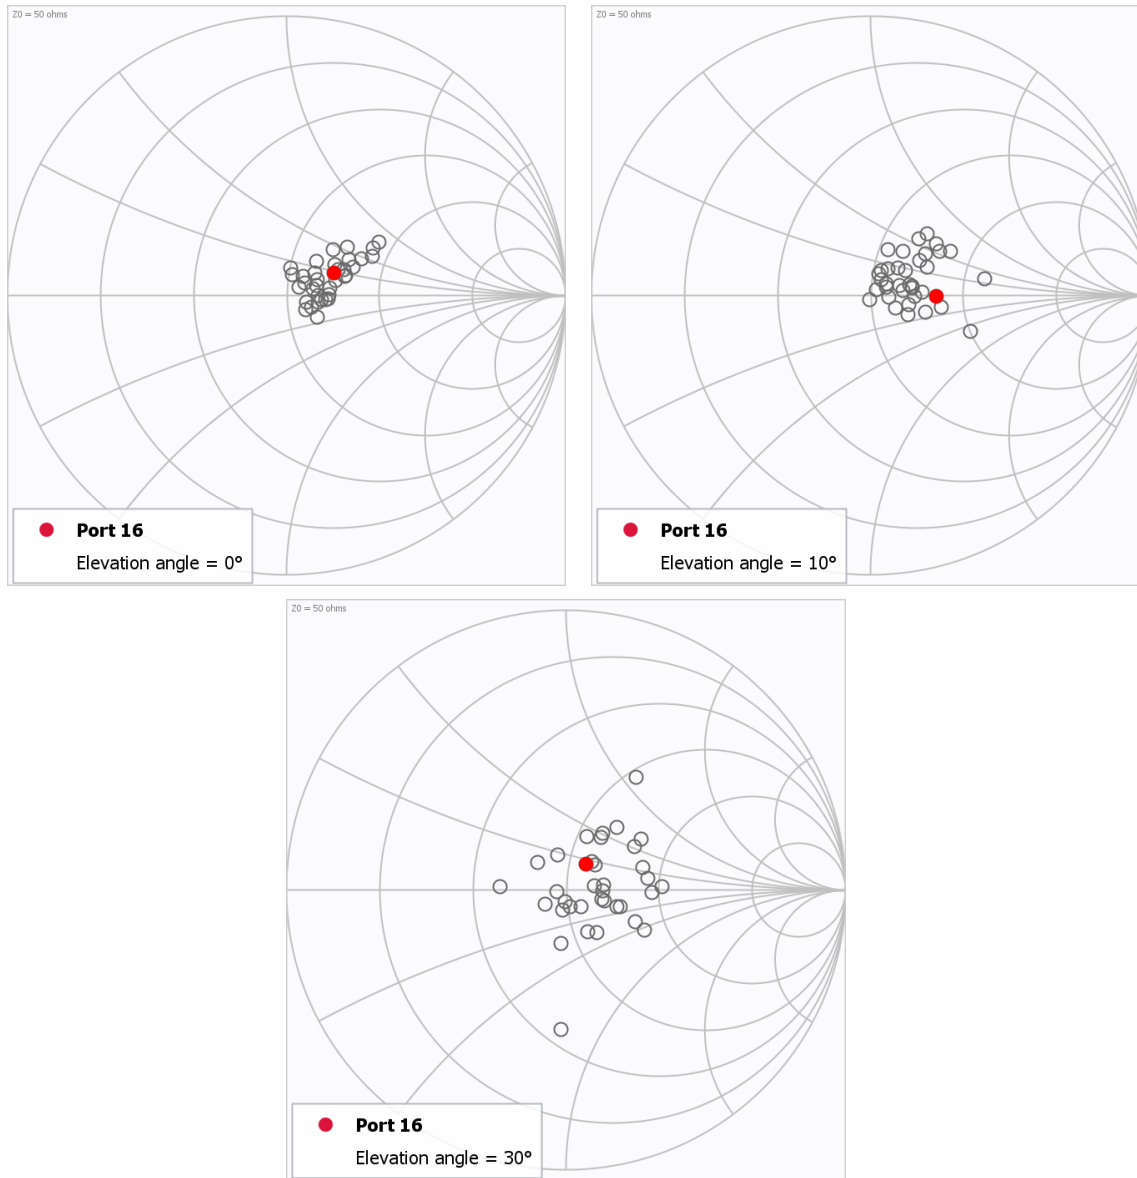 Z0 = 50 ohms
Port 16
Elevation angle = 0°
Z0 = 50 ohms
Port 16
Elevation angle = 10°
Z0 = 50 ohms
Port 16
Elevation angle = 30°